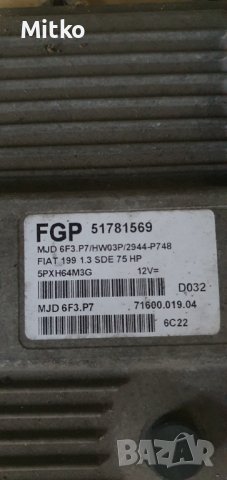 Mitko
FGP 51781569
MJD 6F3.P7/HW03P/2944-P748
FIAT 199 1.3 SDE 75 HP
5PXH64M3G 12V=
D032
MJD 6F3.P7 71600.019.04
6C22
BAZAR